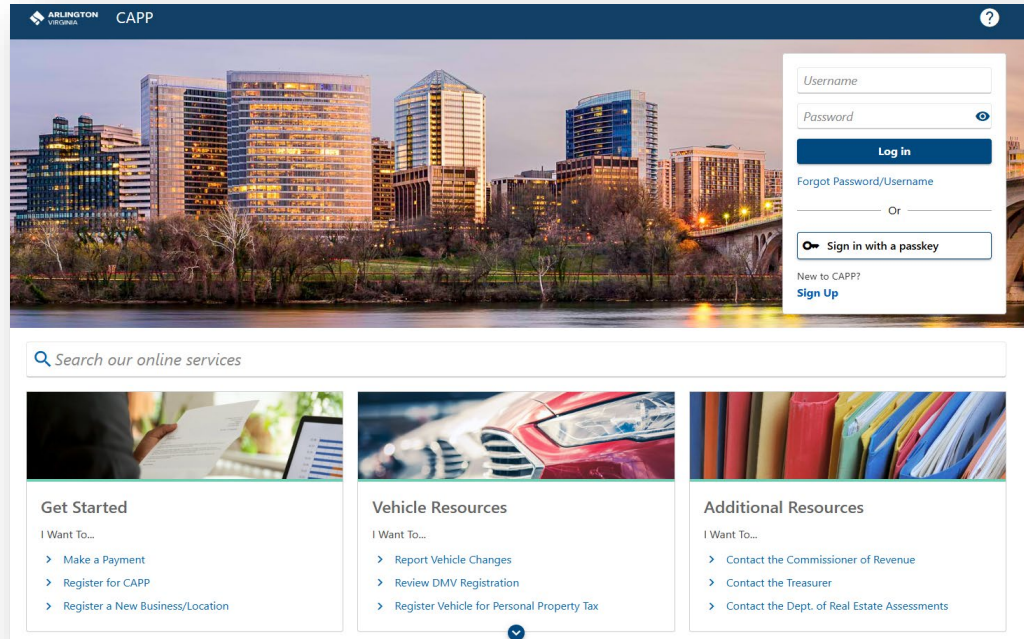 ARLINGTON
VIRGINIA
CAPP
?
Username
Password
Log in
Forgot Password/Username
Or
Sign in with a passkey
New to CAPP?
Sign Up
Search our online services
Get Started
I Want To...
Make a Payment
Register for CAPP
Register a New Business/Location
Vehicle Resources
I Want To...
Report Vehicle Changes
Review DMV Registration
Register Vehicle for Personal Property Tax
Additional Resources
I Want To...
Contact the Commissioner of Revenue
Contact the Treasurer
Contact the Dept. of Real Estate Assessments